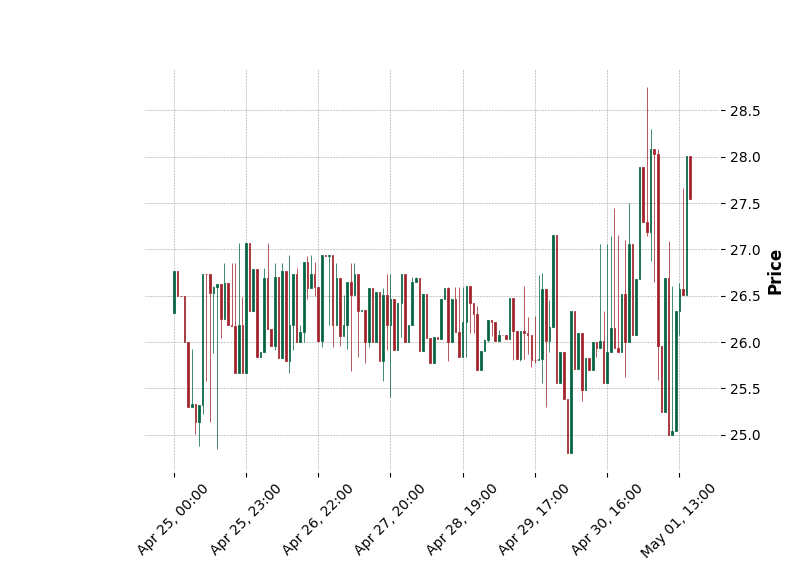 28.5
28.0
27.5
27.0
26.5
26.0
25.5
25.0
Price
Apr 25, 00:00
Apr 25, 23:00
Apr 26, 22:00
Apr 27, 20:00
Apr 28, 19:00
Apr 29, 17:00
Apr 30, 16:00
May 01, 13:00